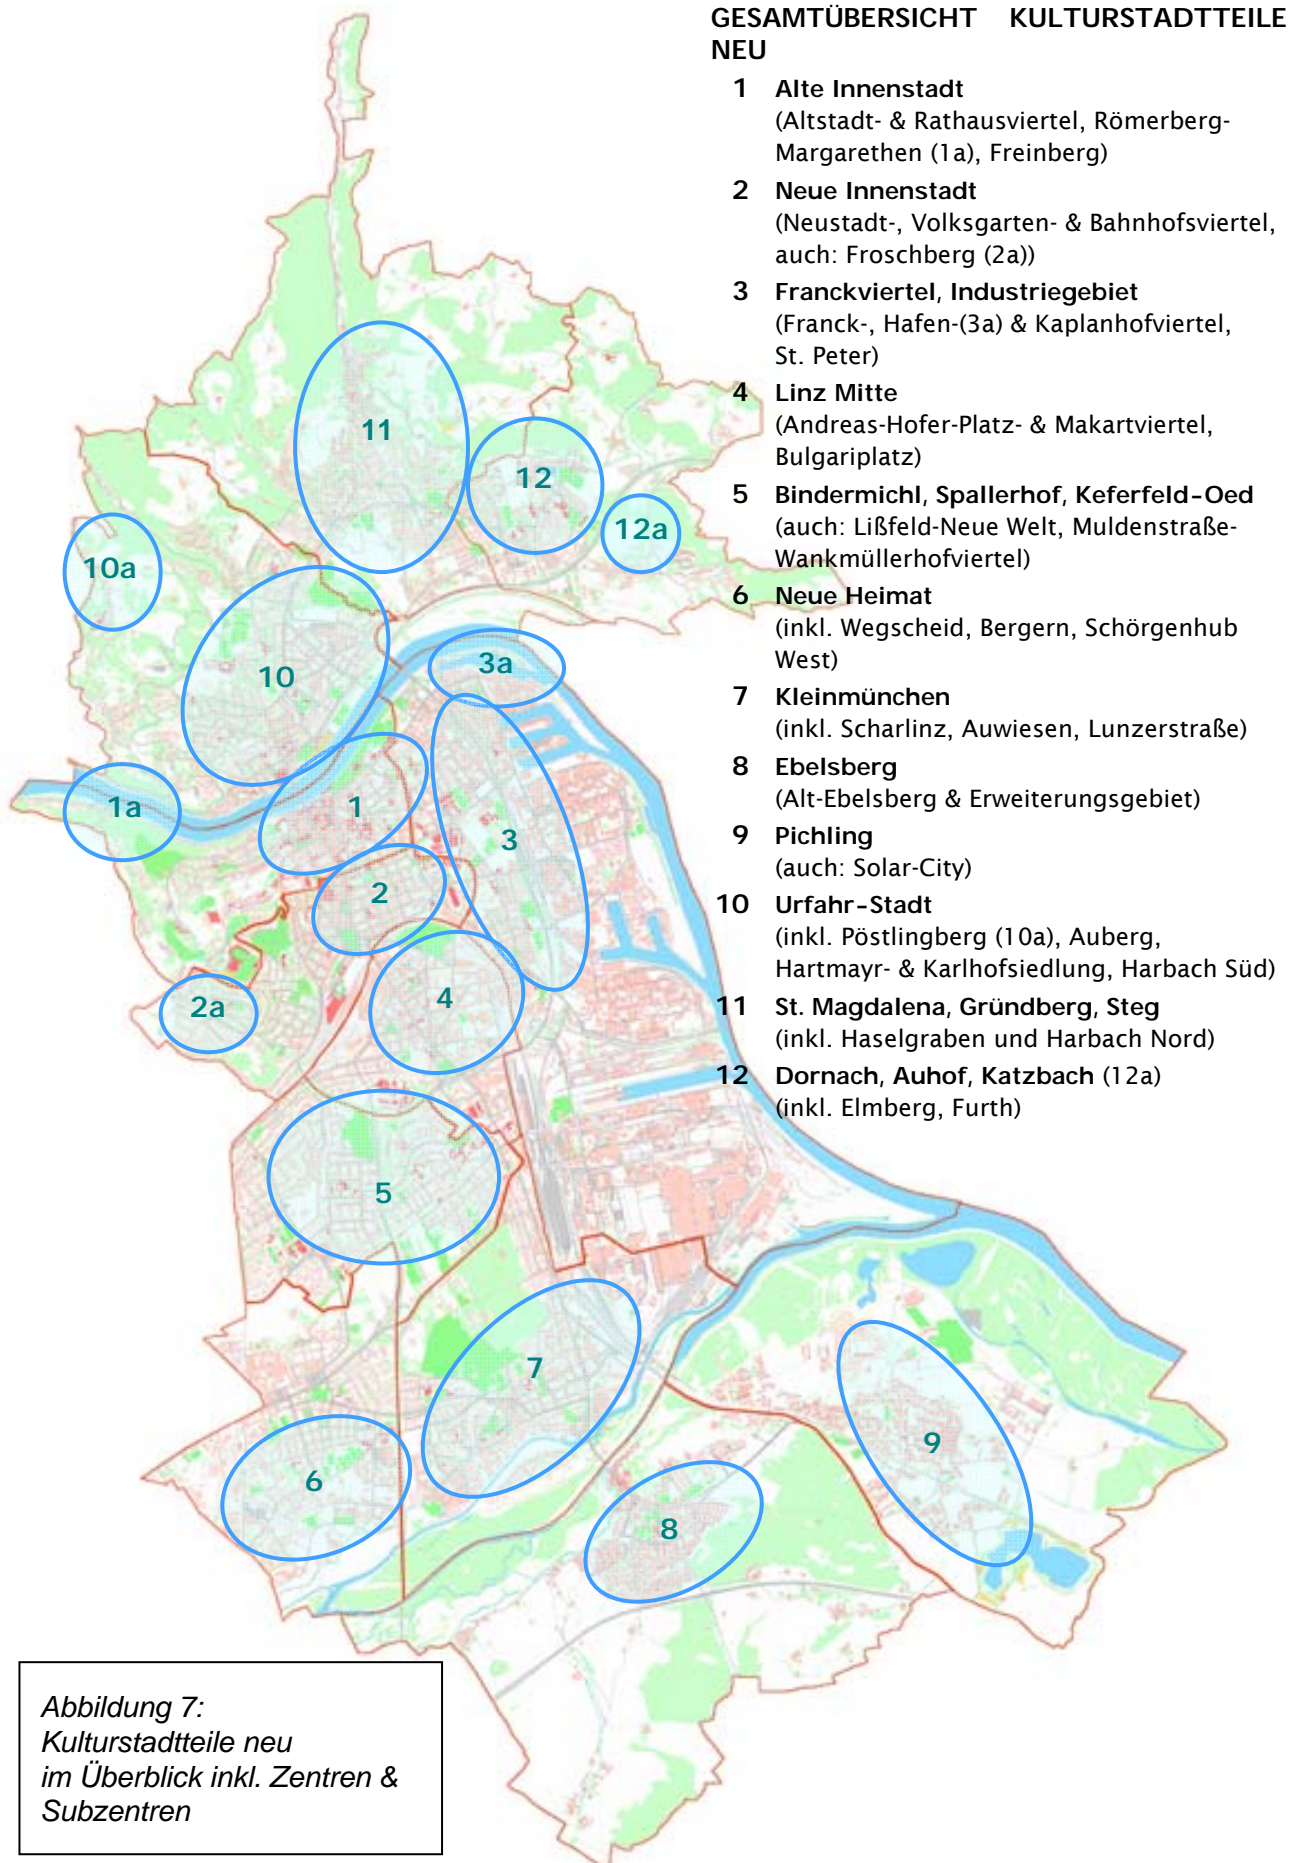 GESAMTÜBERSICHT KULTURSTADTTEILE
NEU
1 Alte Innenstadt
(Altstadt- & Rathausviertel, Römerberg-
Margarethen (1a), Freinberg)
2 Neue Innenstadt
(Neustadt-, Volksgarten- & Bahnhofsviertel,
auch: Froschberg (2a))
3 Franckviertel, Industriegebiet
(Franck-, Hafen-(3a) & Kaplanhofviertel,
St. Peter)
4 Linz Mitte
(Andreas-Hofer-Platz- & Makartviertel,
Bulgariplatz)
5 Bindermichl, Spallerhof, Keferfeld-Oed
(auch: Lißfeld-Neue Welt, Muldenstraße-
Wankmüllerhofviertel)
6 Neue Heimat
(inkl. Wegscheid, Bergern, Schörgenhub
West)
7 Kleinmünchen
(inkl. Scharlinz, Auwiesen, Lunzerstraße)
8 Ebelsberg
(Alt-Ebelsberg & Erweiterungsgebiet)
9 Pichling
(auch: Solar-City)
10 Urfahr-Stadt
(inkl. Pöstlingberg (10a), Auberg,
Hartmayr- & Karlhofsiedlung, Harbach Süd)
11 St. Magdalena, Gründberg, Steg
(inkl. Haselgraben und Harbach Nord)
12 Dornach, Auhof, Katzbach (12a)
(inkl. Elmberg, Furth)
11
12
12a
10a
10
3a
1a
1
3
2
2a
4
5
7
6
9
8
Abbildung 7:
Kulturstadtteile neu
im Überblick inkl. Zentren &
Subzentren